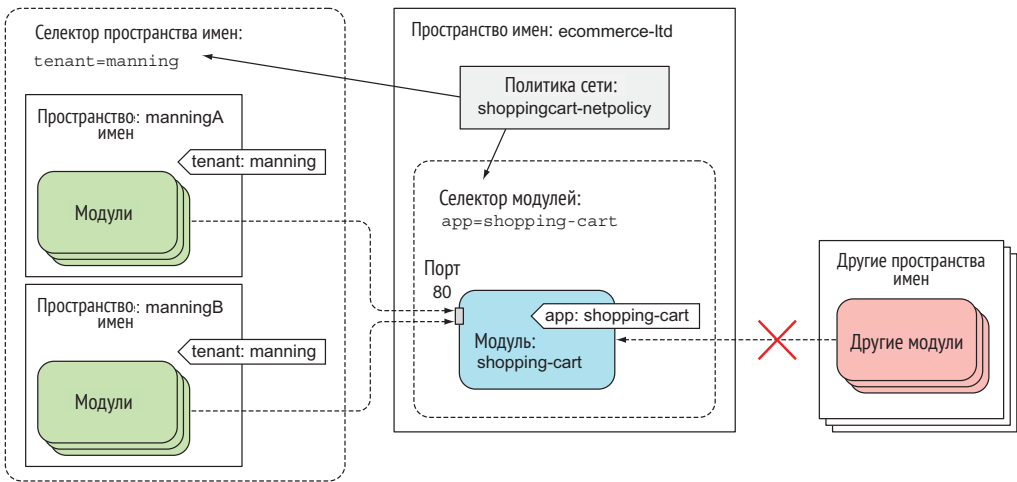 Селектор пространства имен:
tenant=manning
Пространство: manningA
имен
tenant: manning
Модули
Пространство: manningB
имен
tenant: manning
Модули
Пространство имен: ecommerce-ltd
Политика сети:
shoppingcart-netpolicy
Селектор модулей:
app=shopping-cart
Порт
80
app: shopping-cart
Модуль:
shopping-cart
Другие пространства
имен
Другие модули